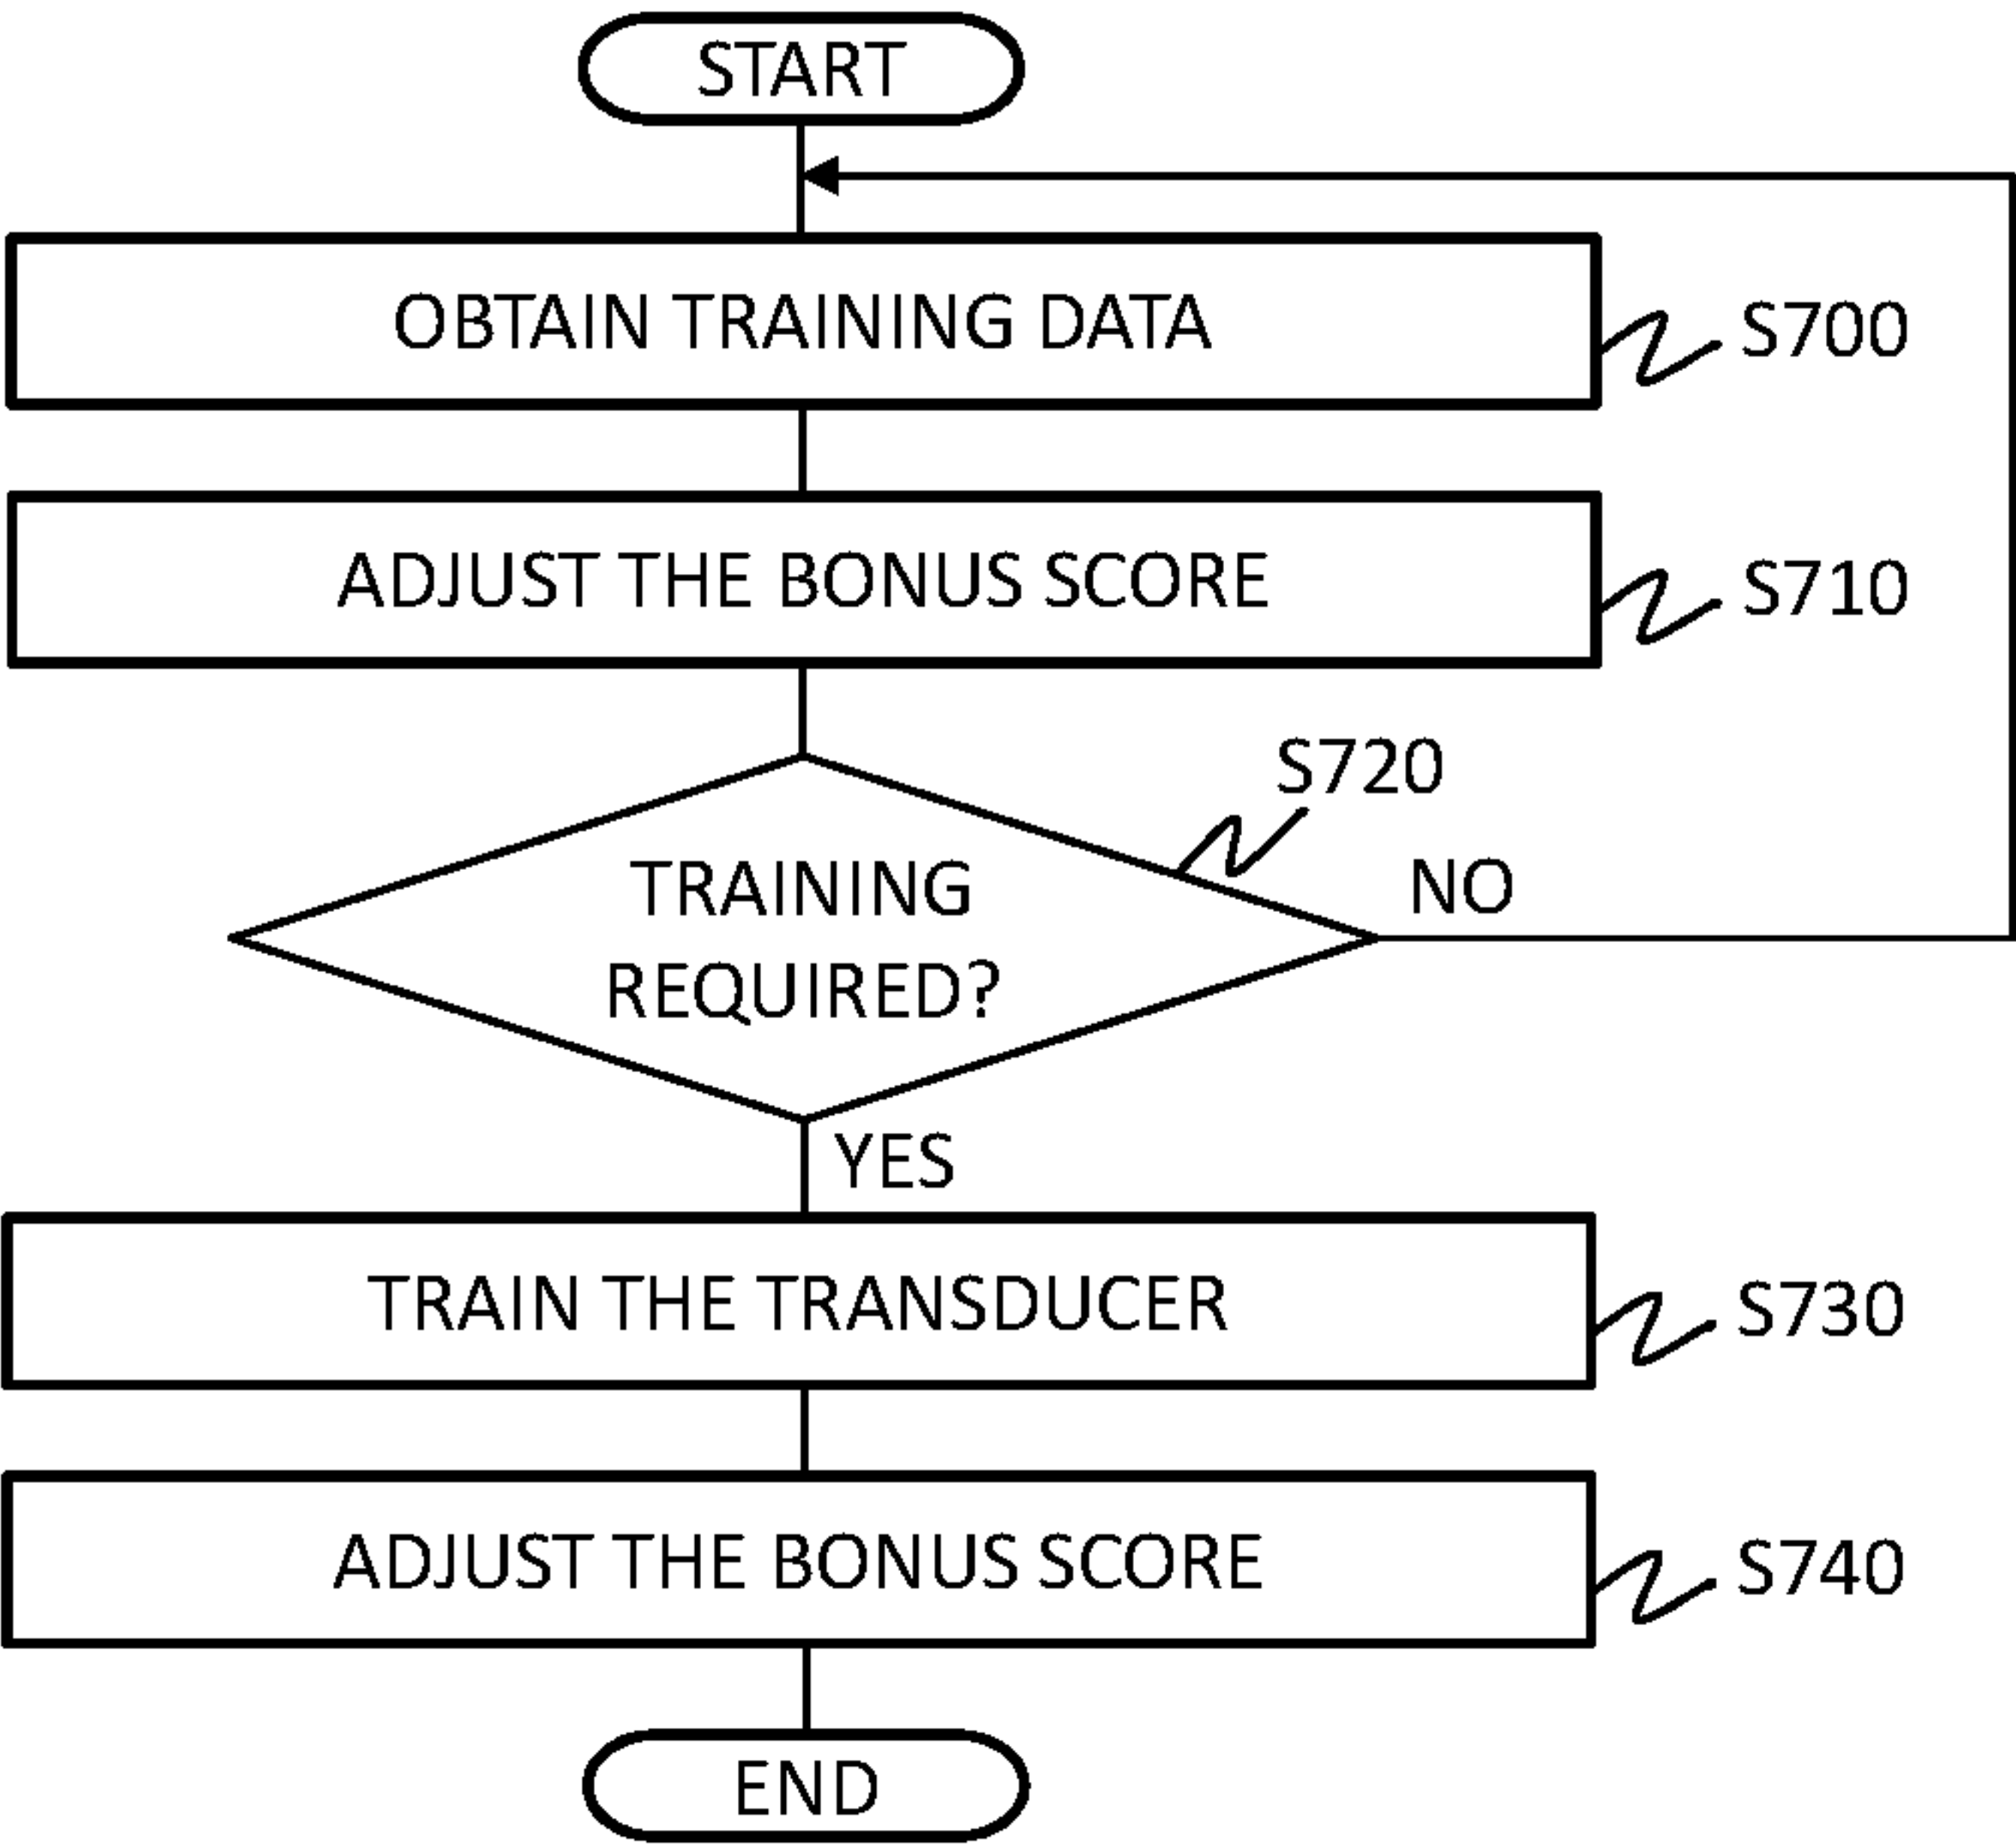 START
OBTAIN TRAINING DATA
S700
ADJUST THE BONUS SCORE
S710
S720
TRAINING
REQUIRED?
NO
YES
TRAIN THE TRANSDUCER
S730
ADJUST THE BONUS SCORE
S740
END